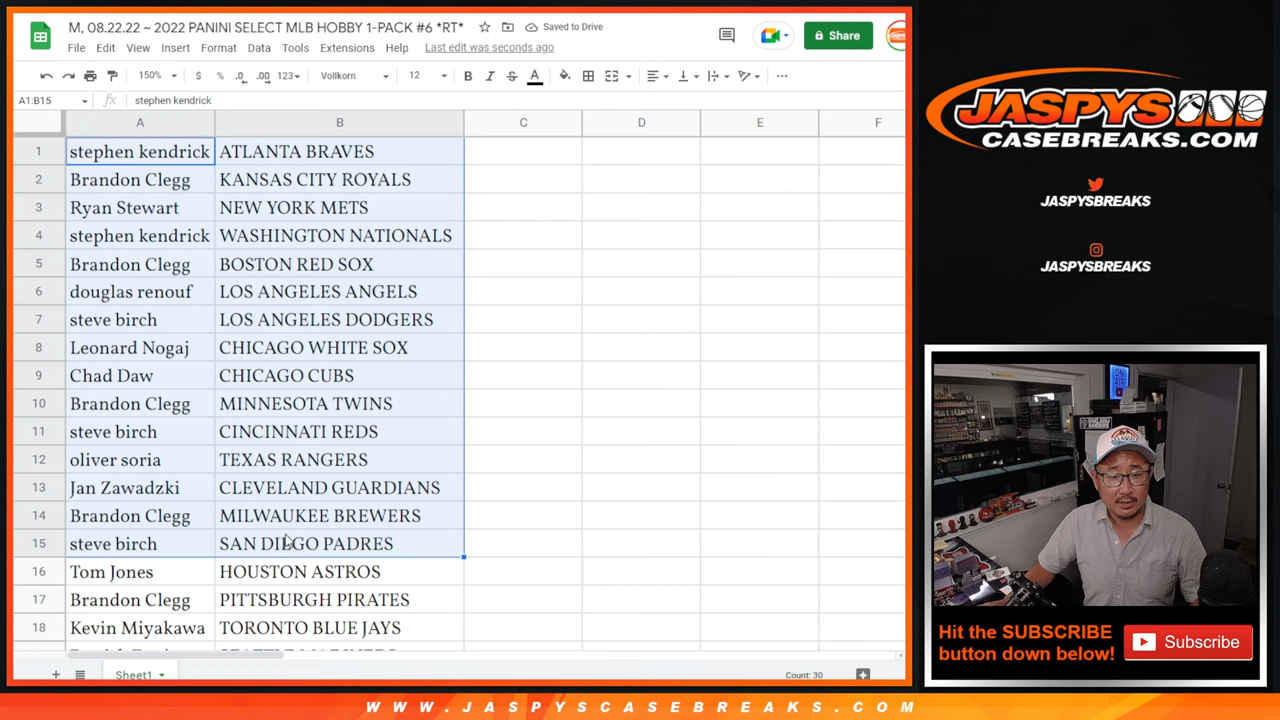 M, 08.22.22 ~ 2022 PANINI SELECT MLB HOBBY 1-PACK #6 *RT*
Saved to Drive
File Edit View Insert Format Data Tools Extensions Help Last edit was seconds ago
Share
150% $ % .0 .00 123 Vollkorn 12 B I S A
A1:B15 fx stephen kendrick
A B C D E F
1 stephen kendrick ATLANTA BRAVES
2 Brandon Clegg KANSAS CITY ROYALS
3 Ryan Stewart NEW YORK METS
4 stephen kendrick WASHINGTON NATIONALS
5 Brandon Clegg BOSTON RED SOX
6 douglas renouf LOS ANGELES ANGELS
7 steve birch LOS ANGELES DODGERS
8 Leonard Nogaj CHICAGO WHITE SOX
9 Chad Daw CHICAGO CUBS
10 Brandon Clegg MINNESOTA TWINS
11 steve birch CINCINNATI REDS
12 oliver soria TEXAS RANGERS
13 Jan Zawadzki CLEVELAND GUARDIANS
14 Brandon Clegg MILWAUKEE BREWERS
15 steve birch SAN DIEGO PADRES
16 Tom Jones HOUSTON ASTROS
17 Brandon Clegg PITTSBURGH PIRATES
18 Kevin Miyakawa TORONTO BLUE JAYS
Sheet1
Count: 30
JASPYS
CASEBREAKS.COM
JASPYSBREAKS
JASPYSBREAKS
Hit the SUBSCRIBE
button down below!
Subscribe
WWW.JASPYSCASEBREAKS.COM